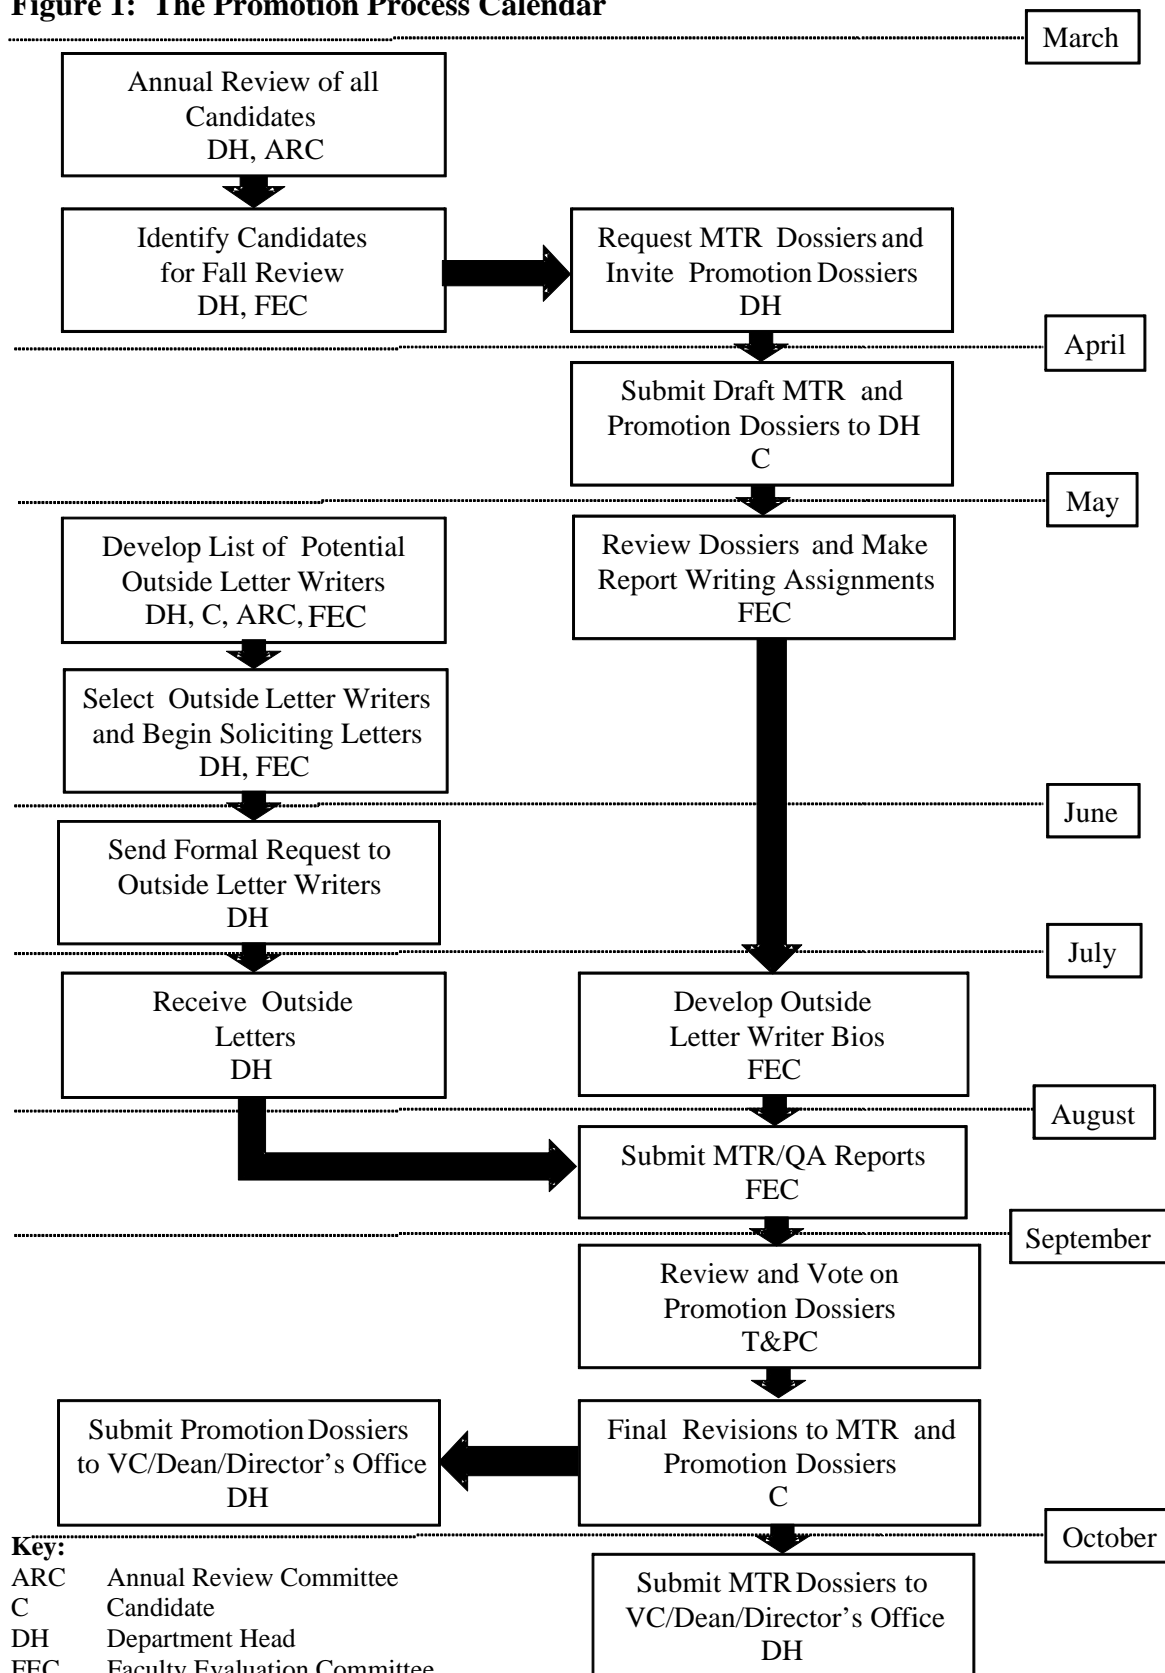 Figure 1: The Promotion Process Calendar
March
Annual Review of all
Candidates
DH, ARC
Identify Candidates
for Fall Review
DH, FEC
Request MTR Dossiers and
Invite Promotion Dossiers
DH
April
Submit Draft MTR and
Promotion Dossiers to DH
C
May
Develop List of Potential
Outside Letter Writers
DH, C, ARC, FEC
Review Dossiers and Make
Report Writing Assignments
FEC
Select Outside Letter Writers
and Begin Soliciting Letters
DH, FEC
June
Send Formal Request to
Outside Letter Writers
DH
July
Receive Outside
Letters
DH
Develop Outside
Letter Writer Bios
FEC
August
Submit MTR/QA Reports
FEC
September
Review and Vote on
Promotion Dossiers
T&PC
Submit Promotion Dossiers
to VC/Dean/Director's Office
DH
Final Revisions to MTR and
Promotion Dossiers
C
October
Submit MTR Dossiers to
VC/Dean/Director's Office
DH
Key:
ARC Annual Review Committee
C Candidate
DH Department Head
FEC Faculty Evaluation Committee